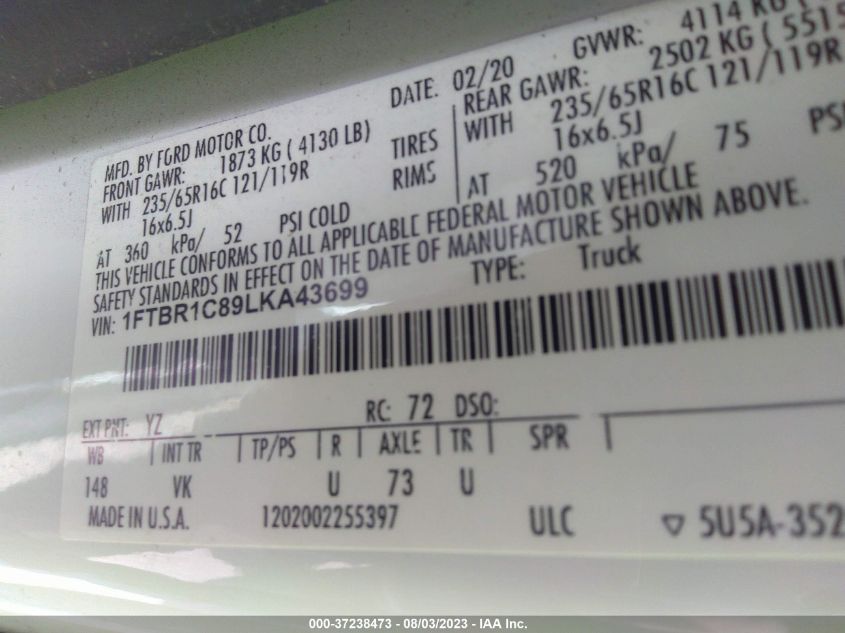 DATE: 02/20 GVWR: 4114 KG (
MFD. BY FORD MOTOR CO. REAR GAWR: 2502 KG ( 5515
FRONT GAWR: 1873 KG ( 4130 LB) TIRES WITH 235/65R16C 121/119R
WITH 235/65R16C 121/119R RIMS 16x6.5J
16x6.5J AT 520 kPa/ 75 PSI
AT 360 kPa/ 52 PSI COLD
THIS VEHICLE CONFORMS TO ALL APPLICABLE FEDERAL MOTOR VEHICLE
SAFETY STANDARDS IN EFFECT ON THE DATE OF MANUFACTURE SHOWN ABOVE.
VIN: 1FTBR1C89LKA43699 TYPE: Truck
EXT PNT: YZ RC: 72 DSO:
WB INT TR TP/PS R AXLE TR SPR
148 VK U 73 U
MADE IN U.S.A. 1202002255397 ULC ▽ 5U5A-352
000-37238473 - 08/03/2023 - IAA Inc.